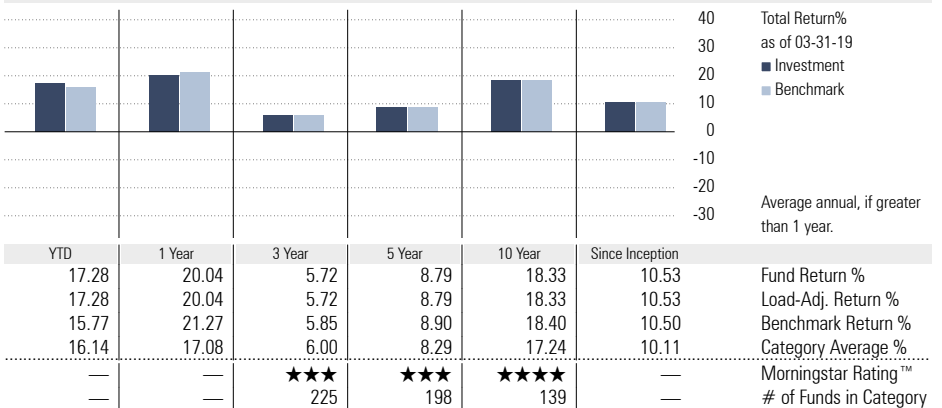 40 Total Return%
30 as of 03-31-19
20 ■ Investment
10 ■ Benchmark
0
-10
-20
-30
Average annual, if greater
than 1 year.
YTD 1 Year 3 Year 5 Year 10 Year Since Inception
17.28 20.04 5.72 8.79 18.33 10.53 Fund Return %
17.28 20.04 5.72 8.79 18.33 10.53 Load-Adj. Return %
15.77 21.27 5.85 8.90 18.40 10.50 Benchmark Return %
16.14 17.08 6.00 8.29 17.24 10.11 Category Average %
— — ★★★ ★★★ ★★★★ — Morningstar Rating™
— — 225 198 139 — # of Funds in Category